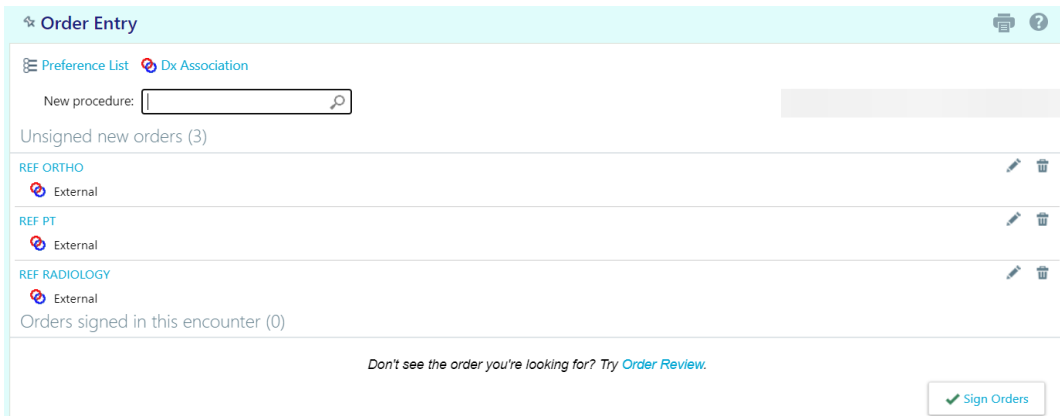 Order Entry
Preference List Dx Association
New procedure:
Unsigned new orders (3)
REF ORTHO
External
REF PT
External
REF RADIOLOGY
External
Orders signed in this encounter (0)
Don't see the order you're looking for? Try Order Review.
Sign Orders